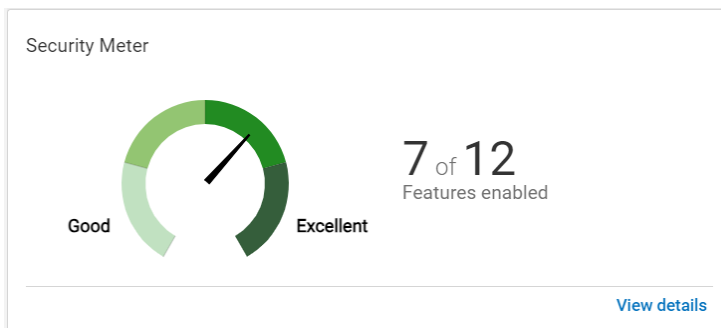 Security Meter
Good
Excellent
7 of 12
Features enabled
View details